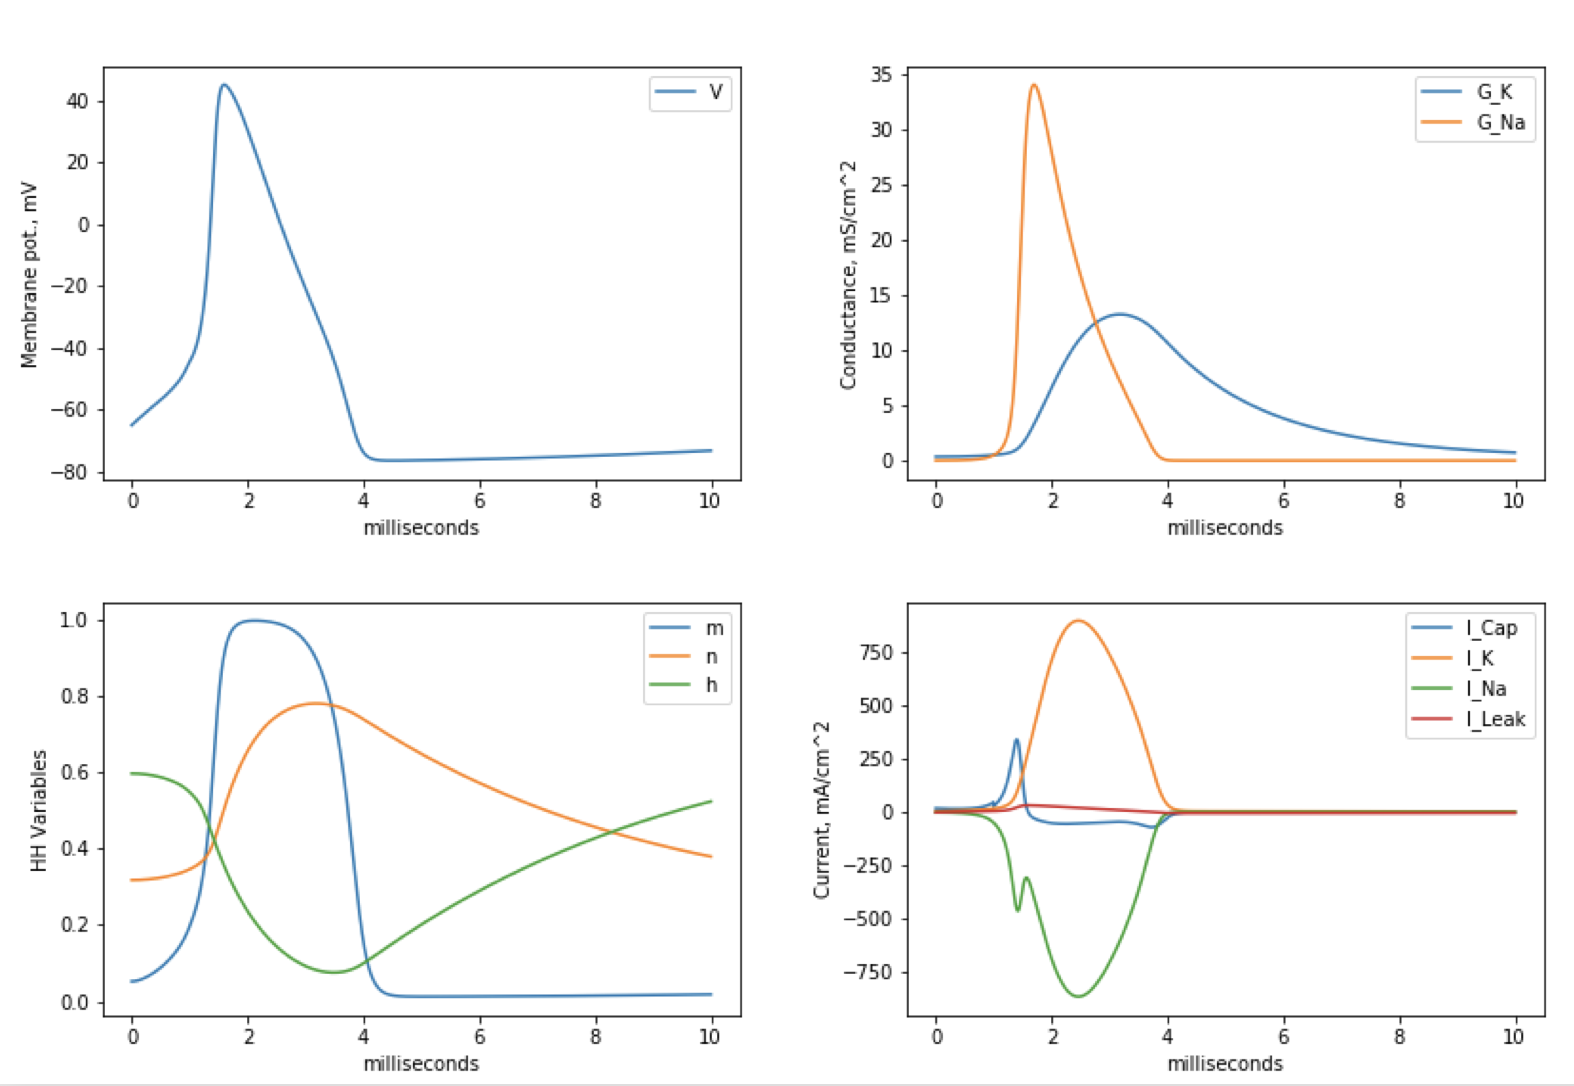 V
Membrane pot., mV
40
20
0
−20
−40
−60
−80
0 2 4 6 8 10
milliseconds
G_K
G_Na
Conductance, mS/cm^2
35
30
25
20
15
10
5
0
0 2 4 6 8 10
milliseconds
m
n
h
HH Variables
1.0
0.8
0.6
0.4
0.2
0.0
0 2 4 6 8 10
milliseconds
I_Cap
I_K
I_Na
I_Leak
Current, mA/cm^2
750
500
250
0
−250
−500
−750
0 2 4 6 8 10
milliseconds